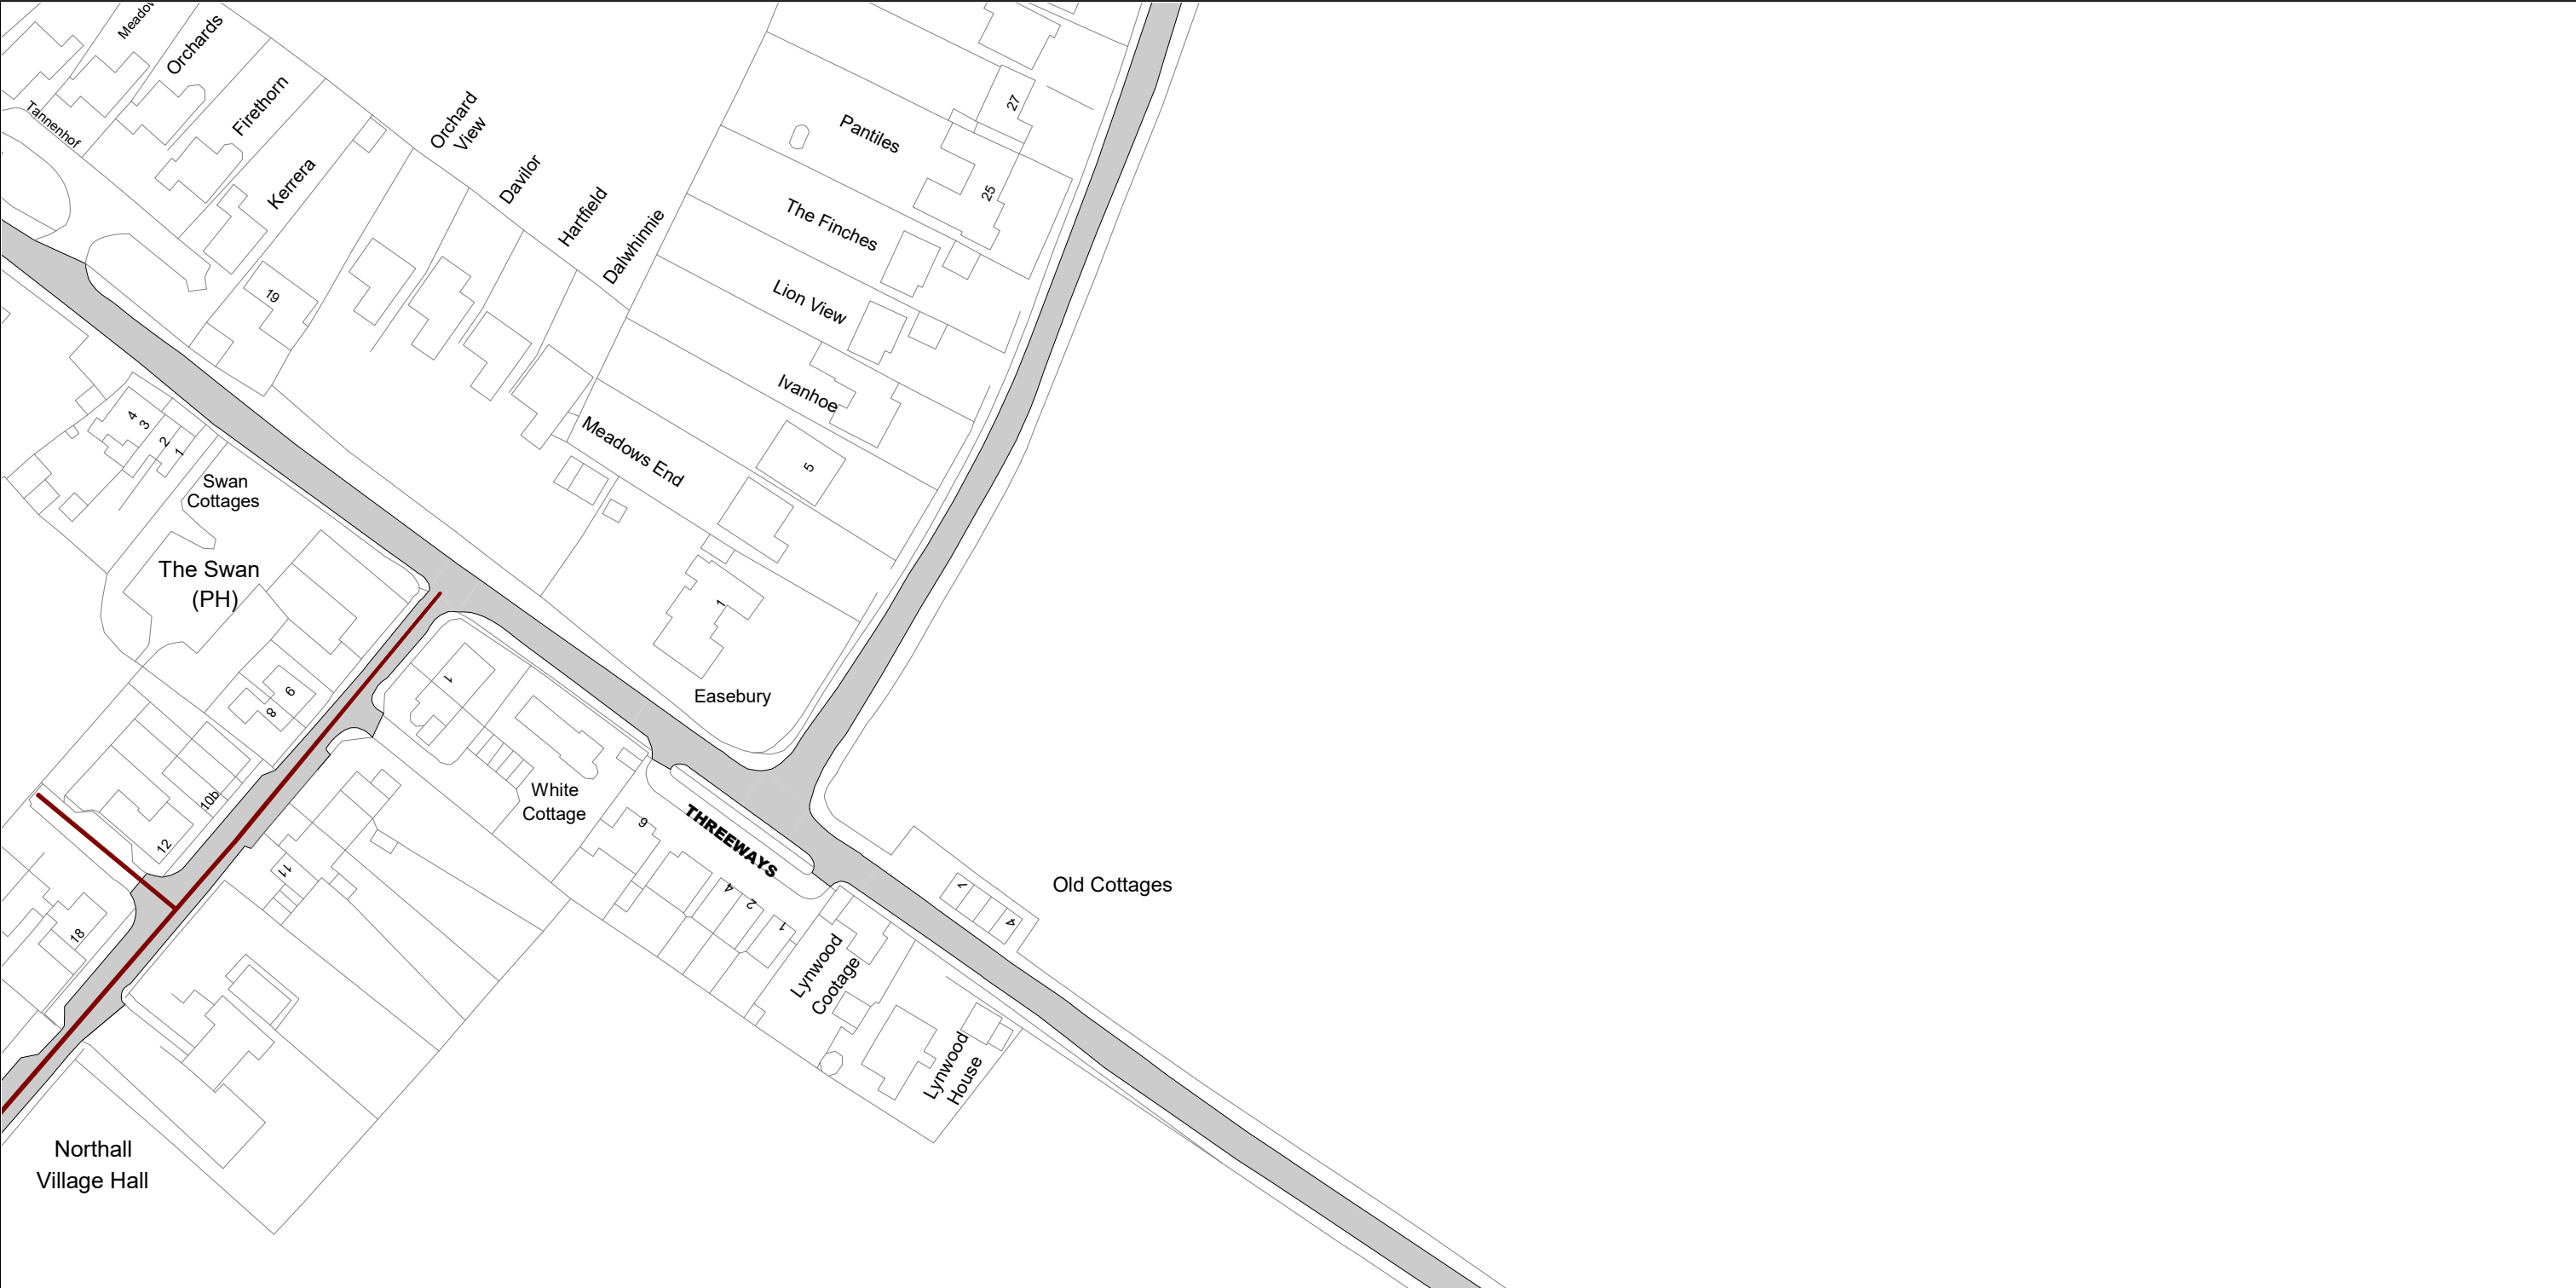 Meadow
Orchards
Tannenhof
Firethorn
Kerrera
Orchard
View
Davilor
Hartfield
Dalwhinnie
27
Pantiles
25
The Finches
Lion View
Ivanhoe
19
Meadows End
5
4
3
2
1
Swan
Cottages
The Swan
(PH)
1
Easebury
1
6
8
White
Cottage
10b
12
6
THREEWAYS
4
2
1
11
18
Old Cottages
7
4
Lynwood
Cootage
Lynwood
House
Northall
Village Hall